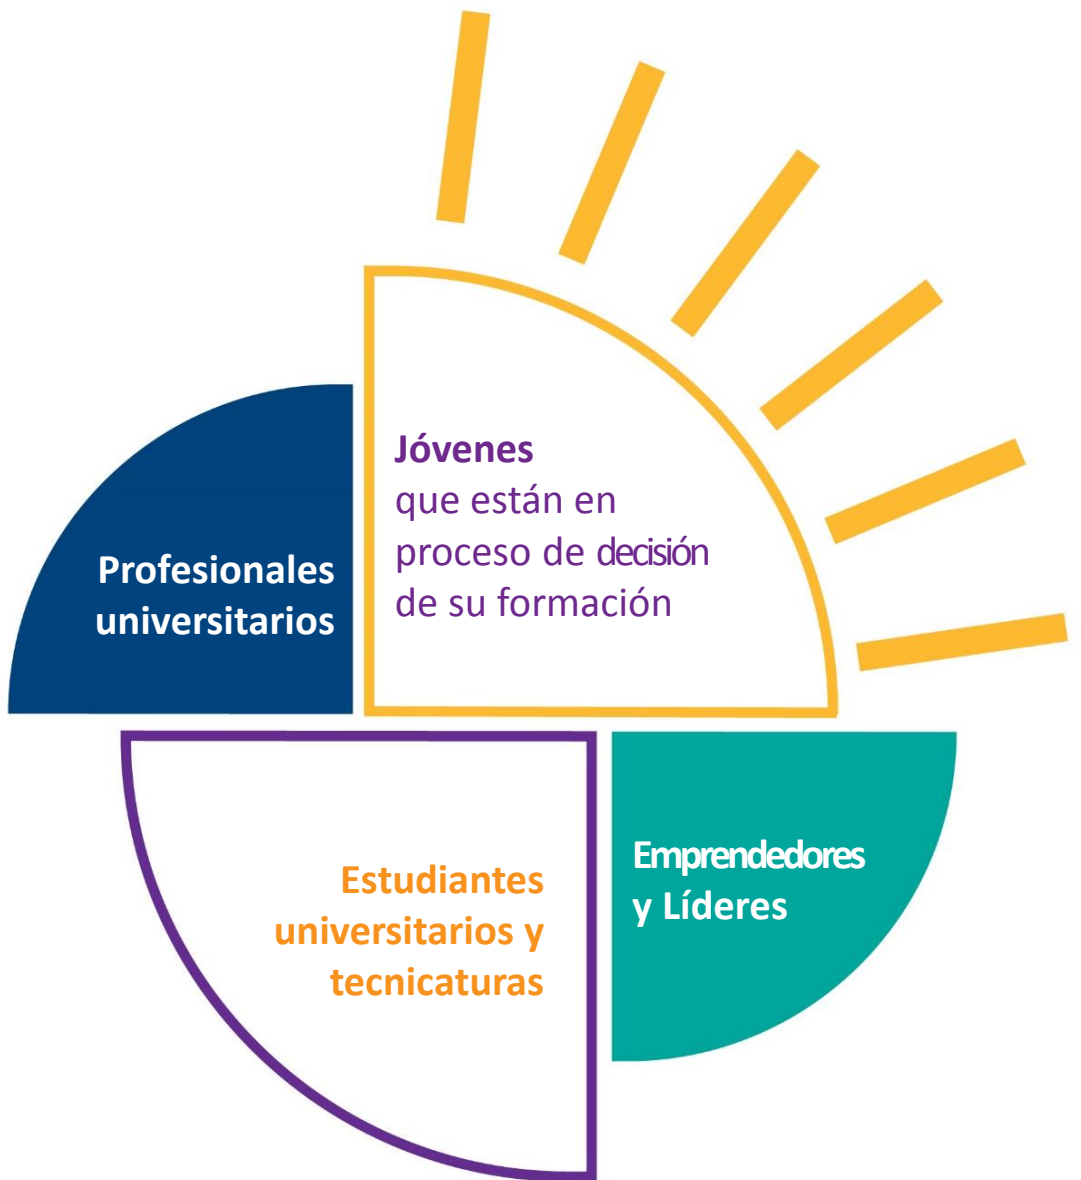 Jóvenes
que están en
proceso de decisión
de su formación
Profesionales
universitarios
Estudiantes
universitarios y
tecnicaturas
Emprendedores
y Líderes